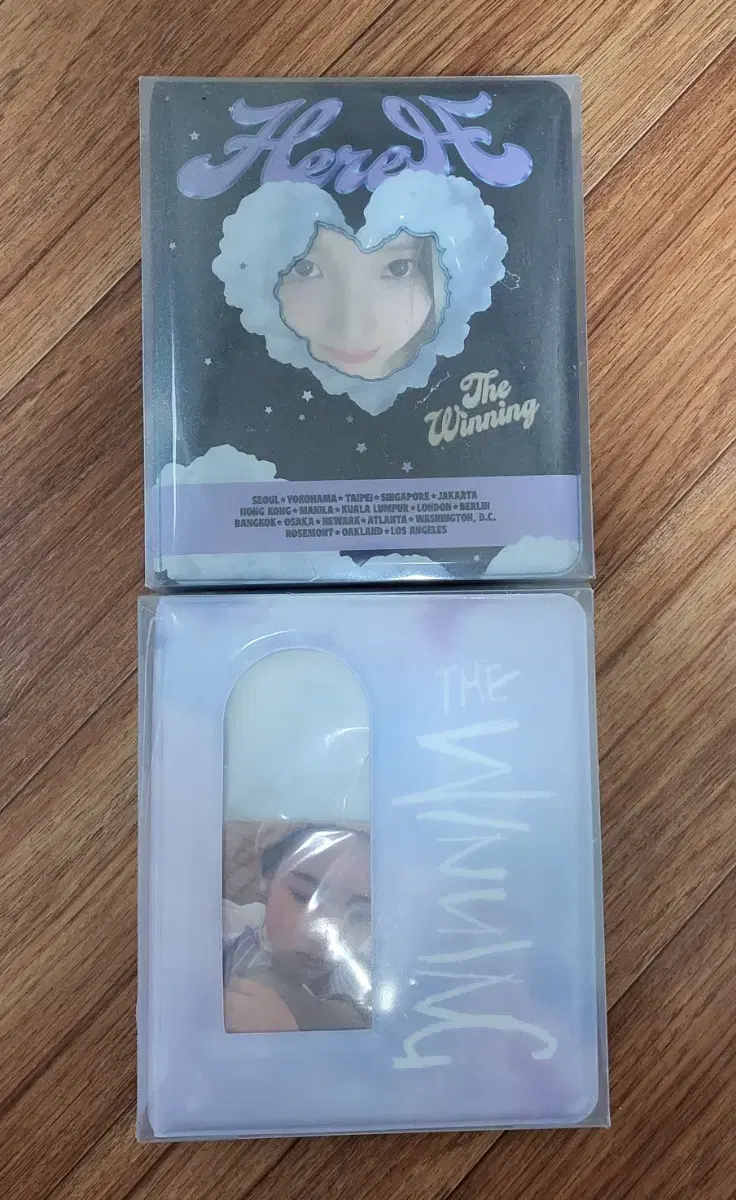 HereH
The
Winning
SEOUL★YOKOHAMA★TAIPEI★SINGAPORE★JAKARTA
HONG KONG★MANILA★KUALA LUMPUR★LONDON★BERLIN
BANGKOK★OSAKA★NEWARK★ATLANTA★WASHINGTON, D.C.
ROSEMONT★OAKLAND★LOS ANGELES
THE
WINNING